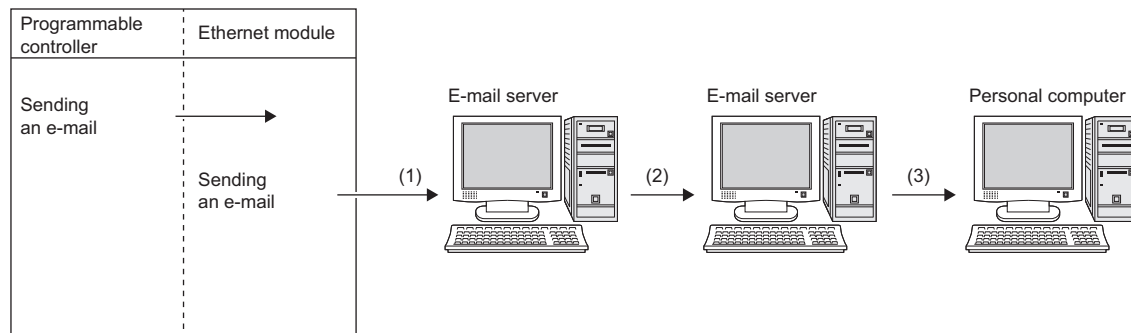 Programmable
controller
Ethernet module
Sending
an e-mail
Sending
an e-mail
(1)
E-mail server
(2)
E-mail server
(3)
Personal computer